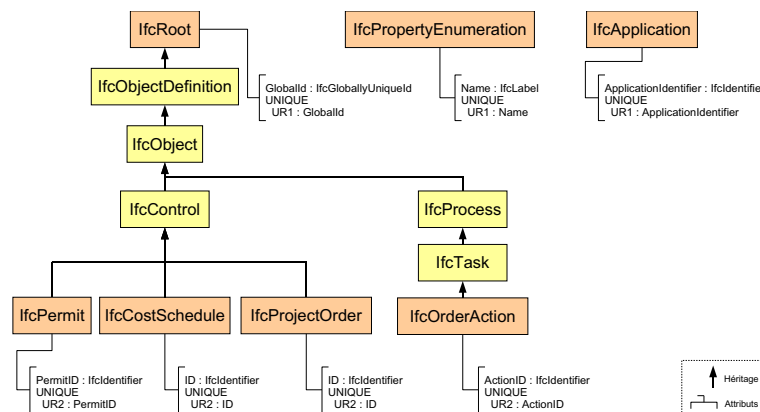 IfcRoot
IfcPropertyEnumeration
IfcApplication
IfcObjectDefinition
GlobalId : IfcGloballyUniqueId
UNIQUE
UR1 : GlobalId
Name : IfcLabel
UNIQUE
UR1 : Name
ApplicationIdentifier : IfcIdentifie
UNIQUE
UR1 : ApplicationIdentifier
IfcObject
IfcControl
IfcProcess
IfcTask
IfcPermit
IfcCostSchedule
IfcProjectOrder
IfcOrderAction
PermitID : IfcIdentifier
UNIQUE
UR2 : PermitID
ID : IfcIdentifier
UNIQUE
UR2 : ID
ID : IfcIdentifier
UNIQUE
UR2 : ID
ActionID : IfcIdentifier
UNIQUE
UR2 : ActionID
Héritage
Attributs